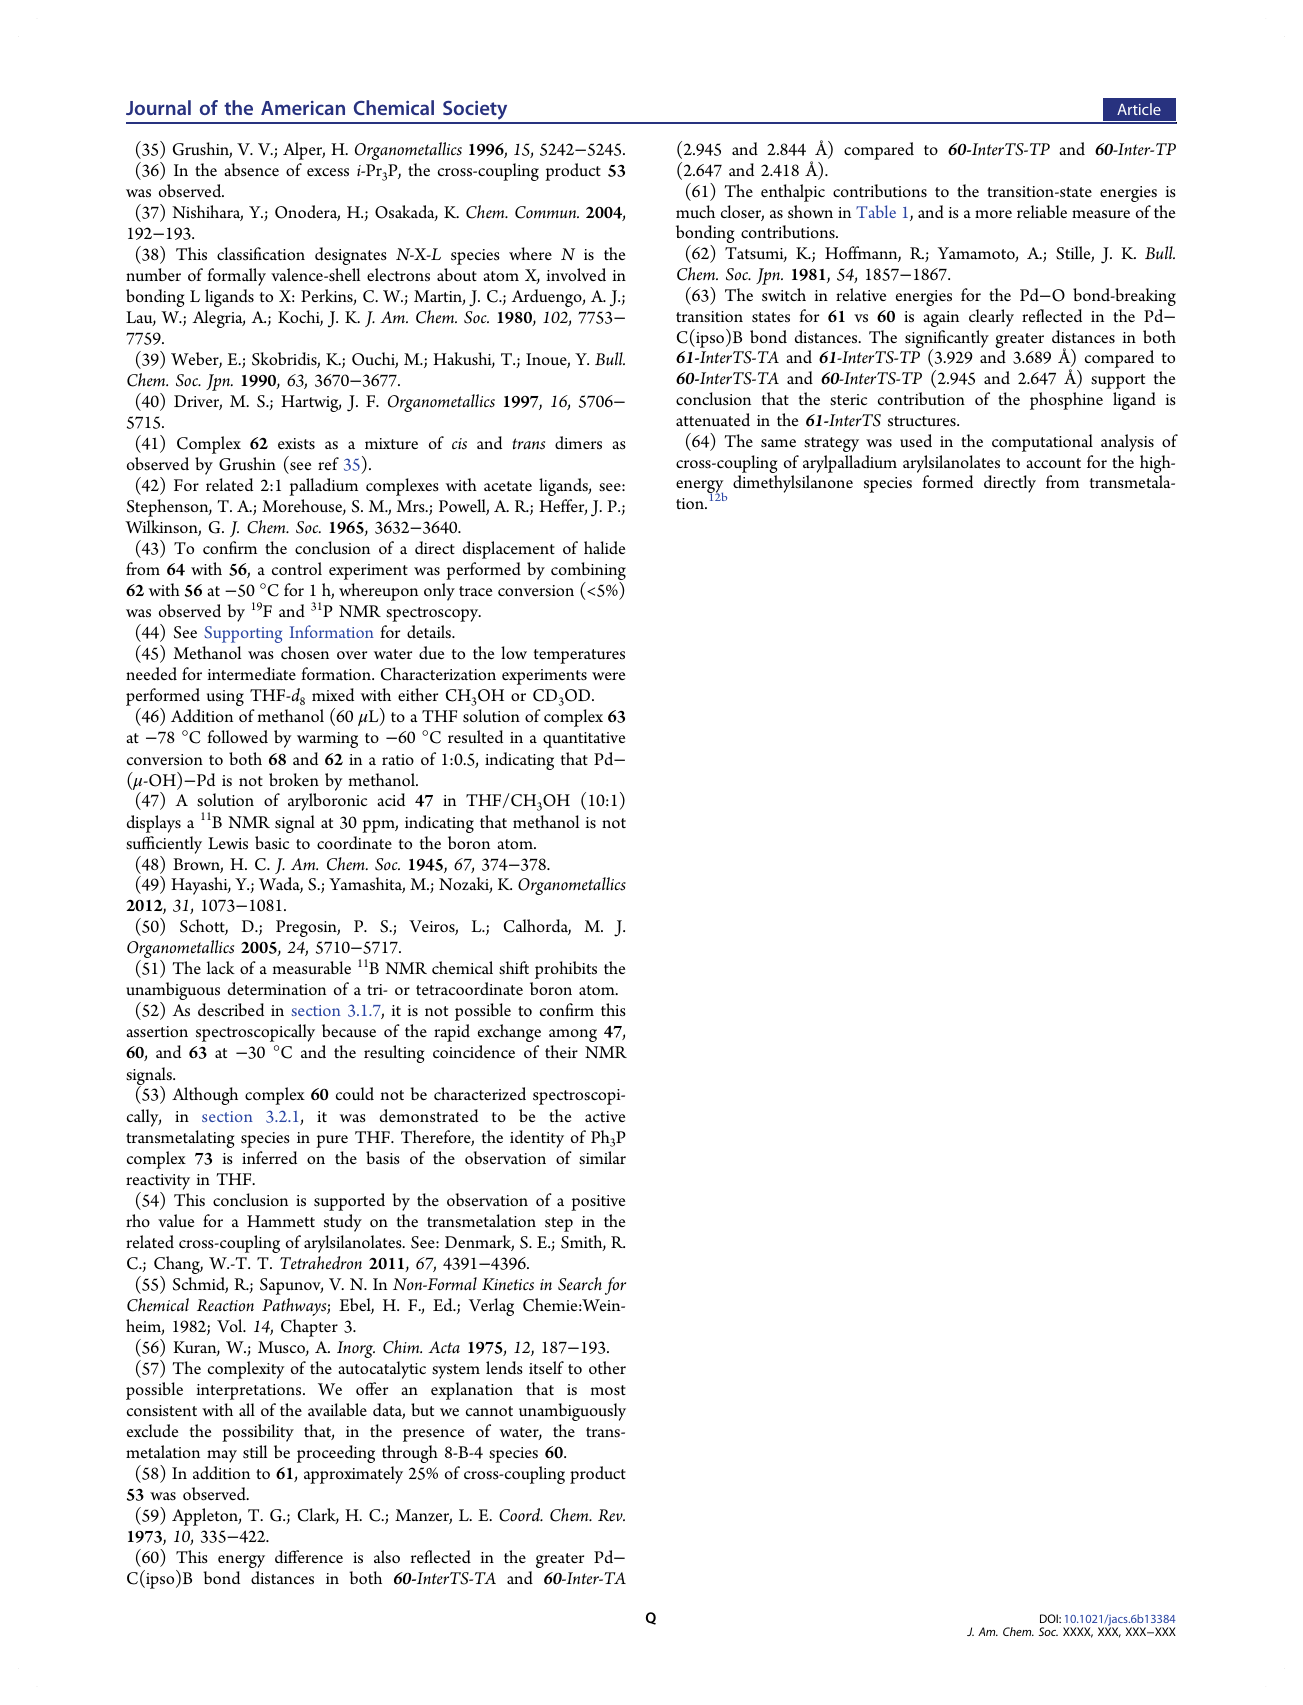 Journal of the American Chemical Society
Article
(35) Grushin, V. V.; Alper, H. Organometallics 1996, 15, 5242−5245.
(36) In the absence of excess i-Pr3P, the cross-coupling product 53
was observed.
(37) Nishihara, Y.; Onodera, H.; Osakada, K. Chem. Commun. 2004,
192−193.
(38) This classification designates N-X-L species where N is the
number of formally valence-shell electrons about atom X, involved in
bonding L ligands to X: Perkins, C. W.; Martin, J. C.; Arduengo, A. J.;
Lau, W.; Alegria, A.; Kochi, J. K. J. Am. Chem. Soc. 1980, 102, 7753−
7759.
(39) Weber, E.; Skobridis, K.; Ouchi, M.; Hakushi, T.; Inoue, Y. Bull.
Chem. Soc. Jpn. 1990, 63, 3670−3677.
(40) Driver, M. S.; Hartwig, J. F. Organometallics 1997, 16, 5706−
5715.
(41) Complex 62 exists as a mixture of cis and trans dimers as
observed by Grushin (see ref 35).
(42) For related 2:1 palladium complexes with acetate ligands, see:
Stephenson, T. A.; Morehouse, S. M., Mrs.; Powell, A. R.; Heffer, J. P.;
Wilkinson, G. J. Chem. Soc. 1965, 3632−3640.
(43) To confirm the conclusion of a direct displacement of halide
from 64 with 56, a control experiment was performed by combining
62 with 56 at −50 °C for 1 h, whereupon only trace conversion (<5%)
was observed by 19F and 31P NMR spectroscopy.
(44) See Supporting Information for details.
(45) Methanol was chosen over water due to the low temperatures
needed for intermediate formation. Characterization experiments were
performed using THF-d8 mixed with either CH3OH or CD3OD.
(46) Addition of methanol (60 μL) to a THF solution of complex 63
at −78 °C followed by warming to −60 °C resulted in a quantitative
conversion to both 68 and 62 in a ratio of 1:0.5, indicating that Pd−
(μ-OH)−Pd is not broken by methanol.
(47) A solution of arylboronic acid 47 in THF/CH3OH (10:1)
displays a 11B NMR signal at 30 ppm, indicating that methanol is not
sufficiently Lewis basic to coordinate to the boron atom.
(48) Brown, H. C. J. Am. Chem. Soc. 1945, 67, 374−378.
(49) Hayashi, Y.; Wada, S.; Yamashita, M.; Nozaki, K. Organometallics
2012, 31, 1073−1081.
(50) Schott, D.; Pregosin, P. S.; Veiros, L.; Calhorda, M. J.
Organometallics 2005, 24, 5710−5717.
(51) The lack of a measurable 11B NMR chemical shift prohibits the
unambiguous determination of a tri- or tetracoordinate boron atom.
(52) As described in section 3.1.7, it is not possible to confirm this
assertion spectroscopically because of the rapid exchange among 47,
60, and 63 at −30 °C and the resulting coincidence of their NMR
signals.
(53) Although complex 60 could not be characterized spectroscopi-
cally, in section 3.2.1, it was demonstrated to be the active
transmetalating species in pure THF. Therefore, the identity of Ph3P
complex 73 is inferred on the basis of the observation of similar
reactivity in THF.
(54) This conclusion is supported by the observation of a positive
rho value for a Hammett study on the transmetalation step in the
related cross-coupling of arylsilanolates. See: Denmark, S. E.; Smith, R.
C.; Chang, W.-T. T. Tetrahedron 2011, 67, 4391−4396.
(55) Schmid, R.; Sapunov, V. N. In Non-Formal Kinetics in Search for
Chemical Reaction Pathways; Ebel, H. F., Ed.; Verlag Chemie:Wein-
heim, 1982; Vol. 14, Chapter 3.
(56) Kuran, W.; Musco, A. Inorg. Chim. Acta 1975, 12, 187−193.
(57) The complexity of the autocatalytic system lends itself to other
possible interpretations. We offer an explanation that is most
consistent with all of the available data, but we cannot unambiguously
exclude the possibility that, in the presence of water, the trans-
metalation may still be proceeding through 8-B-4 species 60.
(58) In addition to 61, approximately 25% of cross-coupling product
53 was observed.
(59) Appleton, T. G.; Clark, H. C.; Manzer, L. E. Coord. Chem. Rev.
1973, 10, 335−422.
(60) This energy difference is also reflected in the greater Pd−
C(ipso)B bond distances in both 60-InterTS-TA and 60-Inter-TA
(2.945 and 2.844 Å) compared to 60-InterTS-TP and 60-Inter-TP
(2.647 and 2.418 Å).
(61) The enthalpic contributions to the transition-state energies is
much closer, as shown in Table 1, and is a more reliable measure of the
bonding contributions.
(62) Tatsumi, K.; Hoffmann, R.; Yamamoto, A.; Stille, J. K. Bull.
Chem. Soc. Jpn. 1981, 54, 1857−1867.
(63) The switch in relative energies for the Pd−O bond-breaking
transition states for 61 vs 60 is again clearly reflected in the Pd−
C(ipso)B bond distances. The significantly greater distances in both
61-InterTS-TA and 61-InterTS-TP (3.929 and 3.689 Å) compared to
60-InterTS-TA and 60-InterTS-TP (2.945 and 2.647 Å) support the
conclusion that the steric contribution of the phosphine ligand is
attenuated in the 61-InterTS structures.
(64) The same strategy was used in the computational analysis of
cross-coupling of arylpalladium arylsilanolates to account for the high-
energy dimethylsilanone species formed directly from transmetala-
tion.12b
Q
DOI: 10.1021/jacs.6b13384
J. Am. Chem. Soc. XXXX, XXX, XXX−XXX